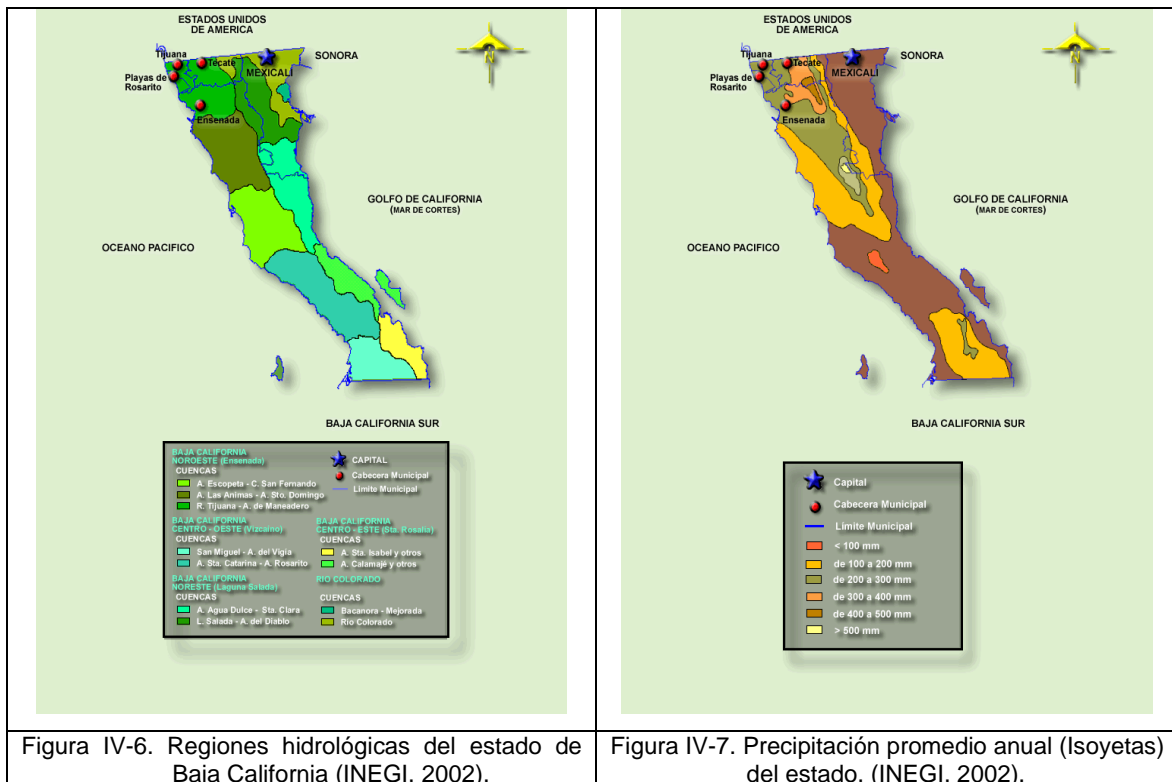 ESTADOS UNIDOS
DE AMERICA
Tijuana
Tecate
SONORA
MEXICALI
Playas de
Rosarito
Ensenada
N
GOLFO DE CALIFORNIA
(MAR DE CORTES)
OCEANO PACIFICO
BAJA CALIFORNIA SUR
BAJA CALIFORNIA
NOROESTE (Ensenada)
CUENCAS
A. Escopeta - C. San Fernando
A. Las Animas - A. Sto. Domingo
R. Tijuana - A. de Maneadero
CAPITAL
Cabecera Municipal
Limite Municipal
BAJA CALIFORNIA
CENTRO - OESTE (Vizcaino)
CUENCAS
San Miguel - A. del Vigia
A. Sta. Catarina - A. Rosarito
BAJA CALIFORNIA
CENTRO - ESTE (Sta. Rosalia)
CUENCAS
A. Sta. Isabel y otros
A. Calamajé y otros
BAJA CALIFORNIA
NORESTE (Laguna Salada)
CUENCAS
A. Agua Dulce - Sta. Clara
L. Salada - A. del Diablo
RIO COLORADO
CUENCAS
Bacanora - Mejorada
Rio Colorado
Figura IV-6. Regiones hidrológicas del estado de
Baja California (INEGI, 2002).
ESTADOS UNIDOS
DE AMERICA
Tijuana
Tecate
SONORA
MEXICALI
Playas de
Rosarito
Ensenada
N
GOLFO DE CALIFORNIA
(MAR DE CORTES)
OCEANO PACIFICO
BAJA CALIFORNIA SUR
Capital
Cabecera Municipal
Limite Municipal
< 100 mm
de 100 a 200 mm
de 200 a 300 mm
de 300 a 400 mm
de 400 a 500 mm
> 500 mm
Figura IV-7. Precipitación promedio anual (Isoyetas)
del estado. (INEGI, 2002).